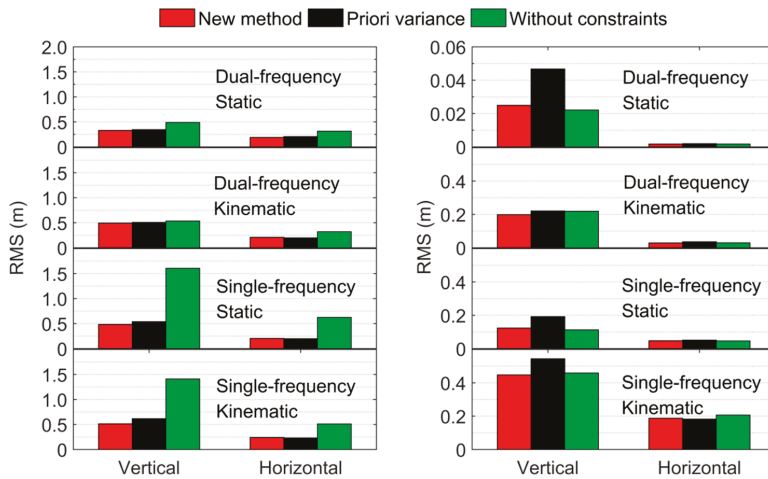 New method Priori variance Without constraints
2.0
1.5
1.0
0.5
0
Dual-frequency
Static
1.5
1.0
0.5
0
Dual-frequency
Kinematic
1.5
1.0
0.5
0
Single-frequency
Static
1.5
1.0
0.5
0
Single-frequency
Kinematic
RMS (m)
Vertical Horizontal
0.06
0.04
0.02
0
Dual-frequency
Static
0.4
0.2
0
Dual-frequency
Kinematic
0.4
0.2
0
Single-frequency
Static
0.4
0.2
0
Single-frequency
Kinematic
RMS (m)
Vertical Horizontal